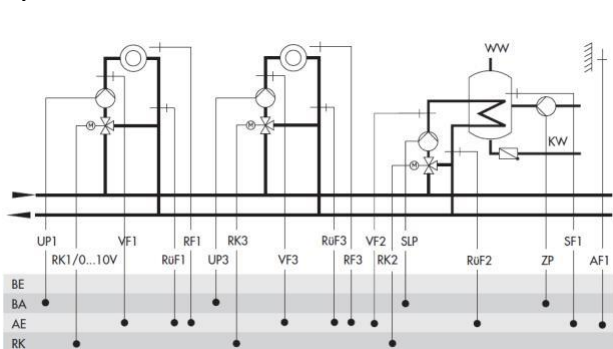 WW
M
M
M
KW
UP1 VF1 RF1 RK3 RüF3 VF2 SLP SF1
RK1/0...10V RüF1 UP3 VF3 RF3 RK2 RüF2 ZP AF1
BE
BA
AE
RK